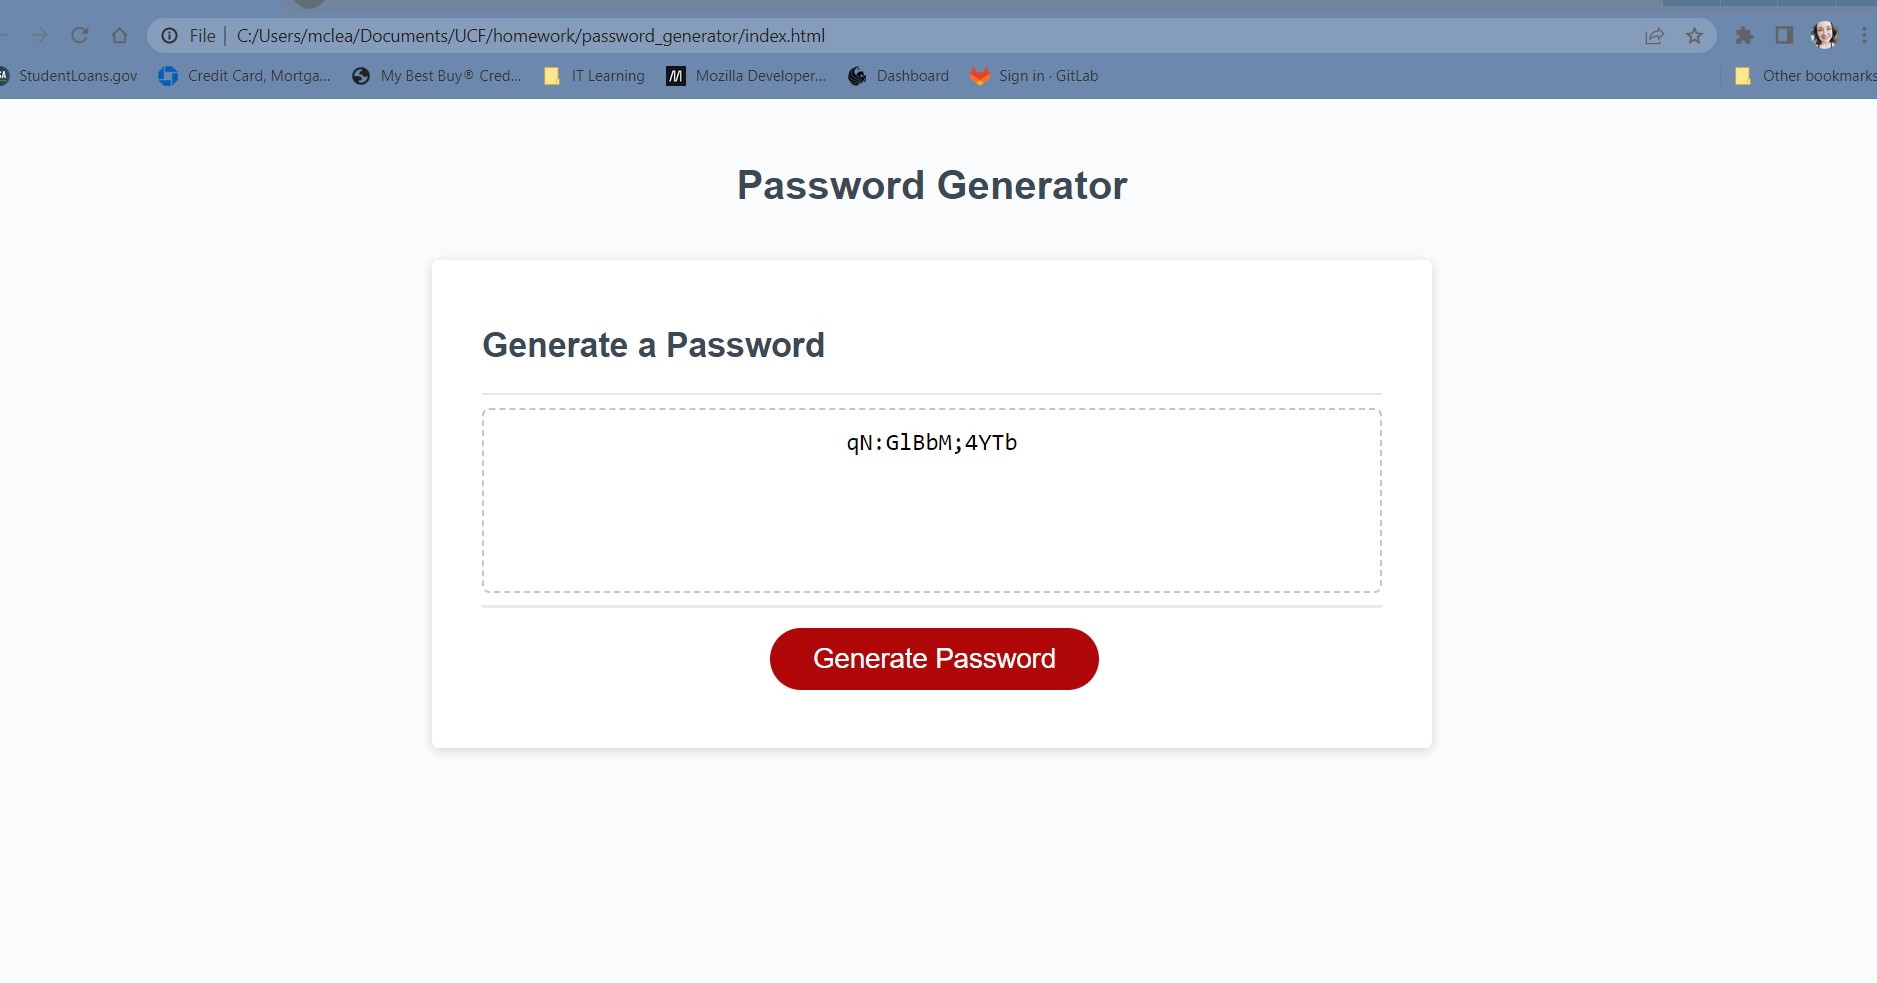 File | C:/Users/mclea/Documents/UCF/homework/password_generator/index.html
StudentLoans.gov Credit Card, Mortga... My Best Buy® Cred... IT Learning Mozilla Developer... Dashboard Sign in · GitLab Other bookmarks
Password Generator
Generate a Password
qN:GlBbM;4YTb
Generate Password